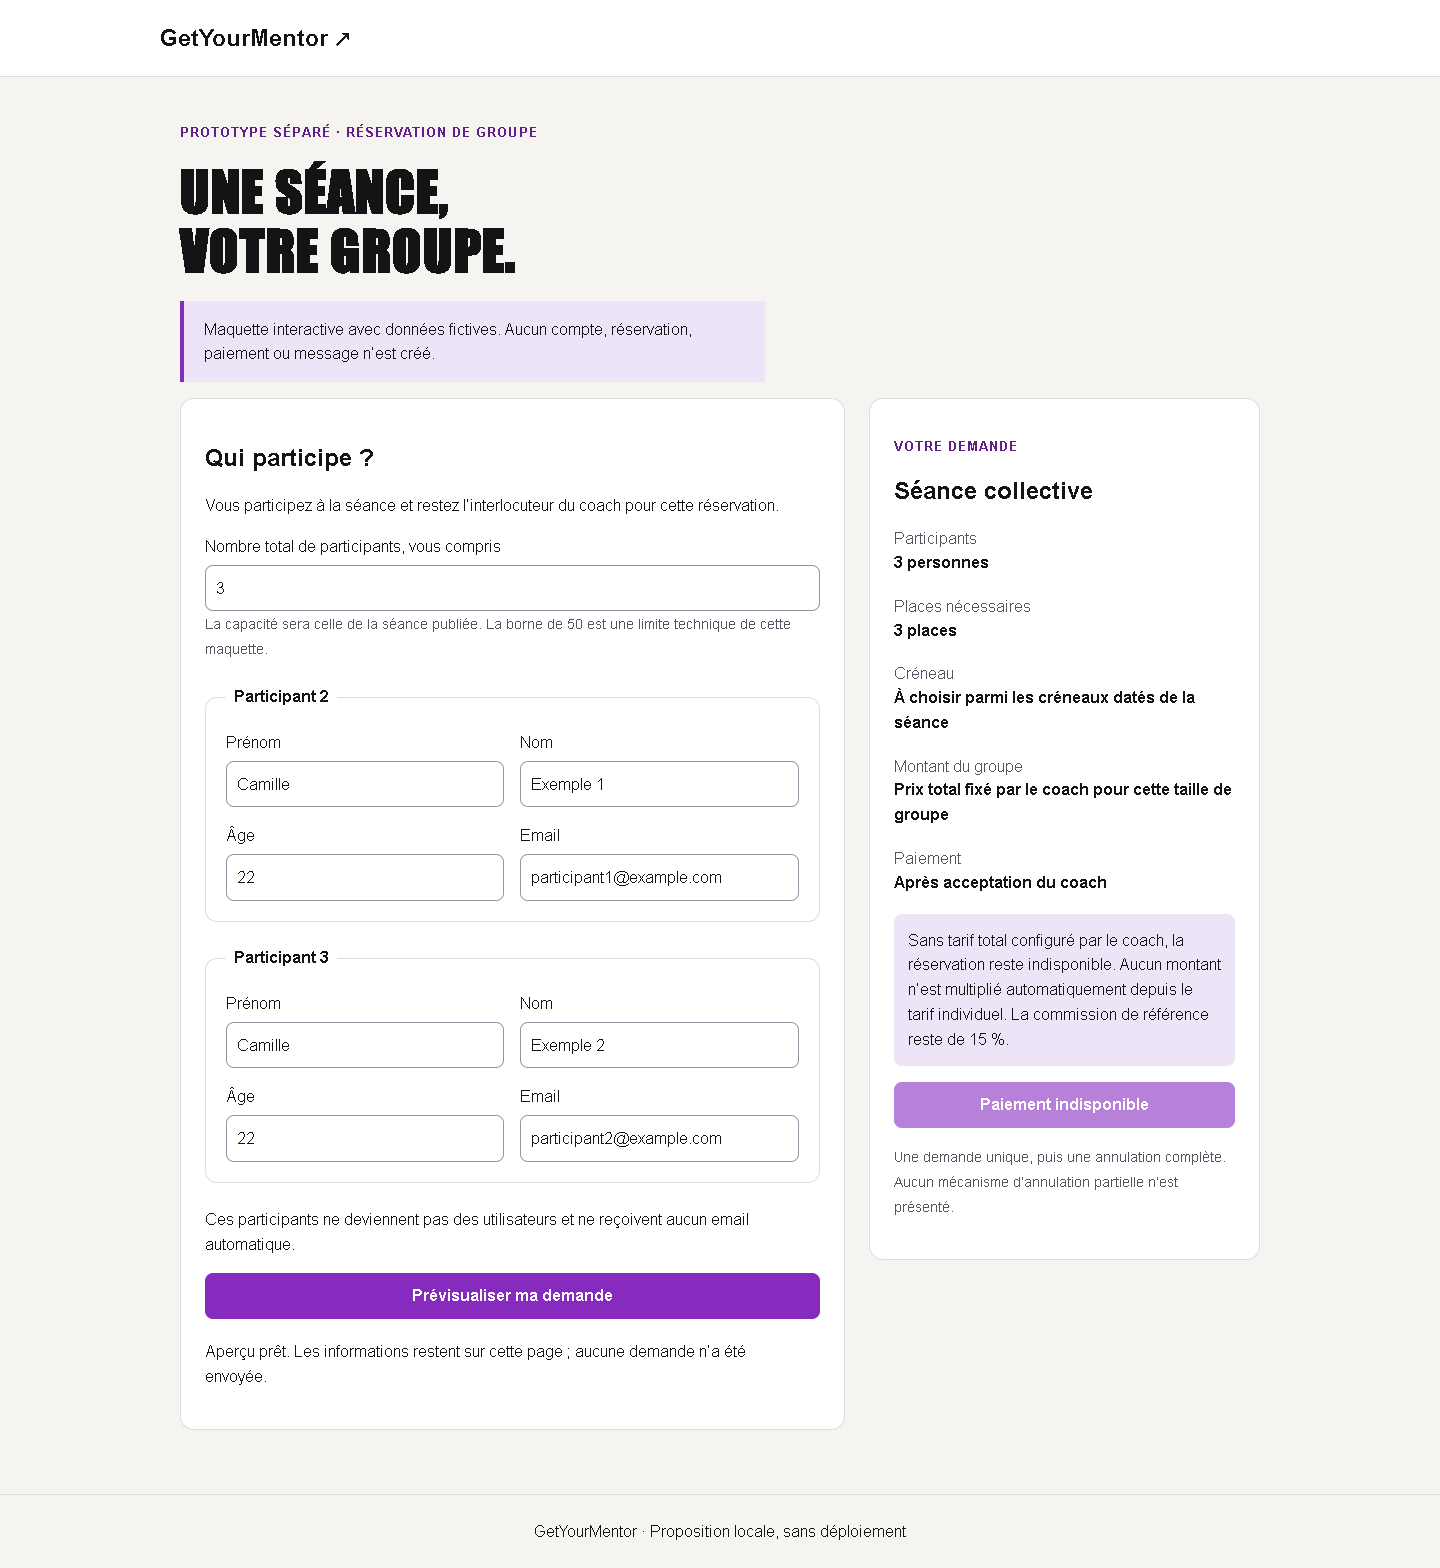 GetYourMentor ↗
PROTOTYPE SÉPARÉ · RÉSERVATION DE GROUPE
UNE SÉANCE,
VOTRE GROUPE.
Maquette interactive avec données fictives. Aucun compte, réservation,
paiement ou message n'est créé.
Qui participe ?
Vous participez à la séance et restez l'interlocuteur du coach pour cette réservation.
Nombre total de participants, vous compris
3
La capacité sera celle de la séance publiée. La borne de 50 est une limite technique de cette
maquette.
Participant 2
Prénom
Nom
Camille
Exemple 1
Âge
Email
22
participant1@example.com
Participant 3
Prénom
Nom
Camille
Exemple 2
Âge
Email
22
participant2@example.com
Ces participants ne deviennent pas des utilisateurs et ne reçoivent aucun email
automatique.
Prévisualiser ma demande
Aperçu prêt. Les informations restent sur cette page ; aucune demande n'a été
envoyée.
VOTRE DEMANDE
Séance collective
Participants
3 personnes
Places nécessaires
3 places
Créneau
À choisir parmi les créneaux datés de la
séance
Montant du groupe
Prix total fixé par le coach pour cette taille de
groupe
Paiement
Après acceptation du coach
Sans tarif total configuré par le coach, la
réservation reste indisponible. Aucun montant
n'est multiplié automatiquement depuis le
tarif individuel. La commission de référence
reste de 15 %.
Paiement indisponible
Une demande unique, puis une annulation complète.
Aucun mécanisme d'annulation partielle n'est
présenté.
GetYourMentor · Proposition locale, sans déploiement